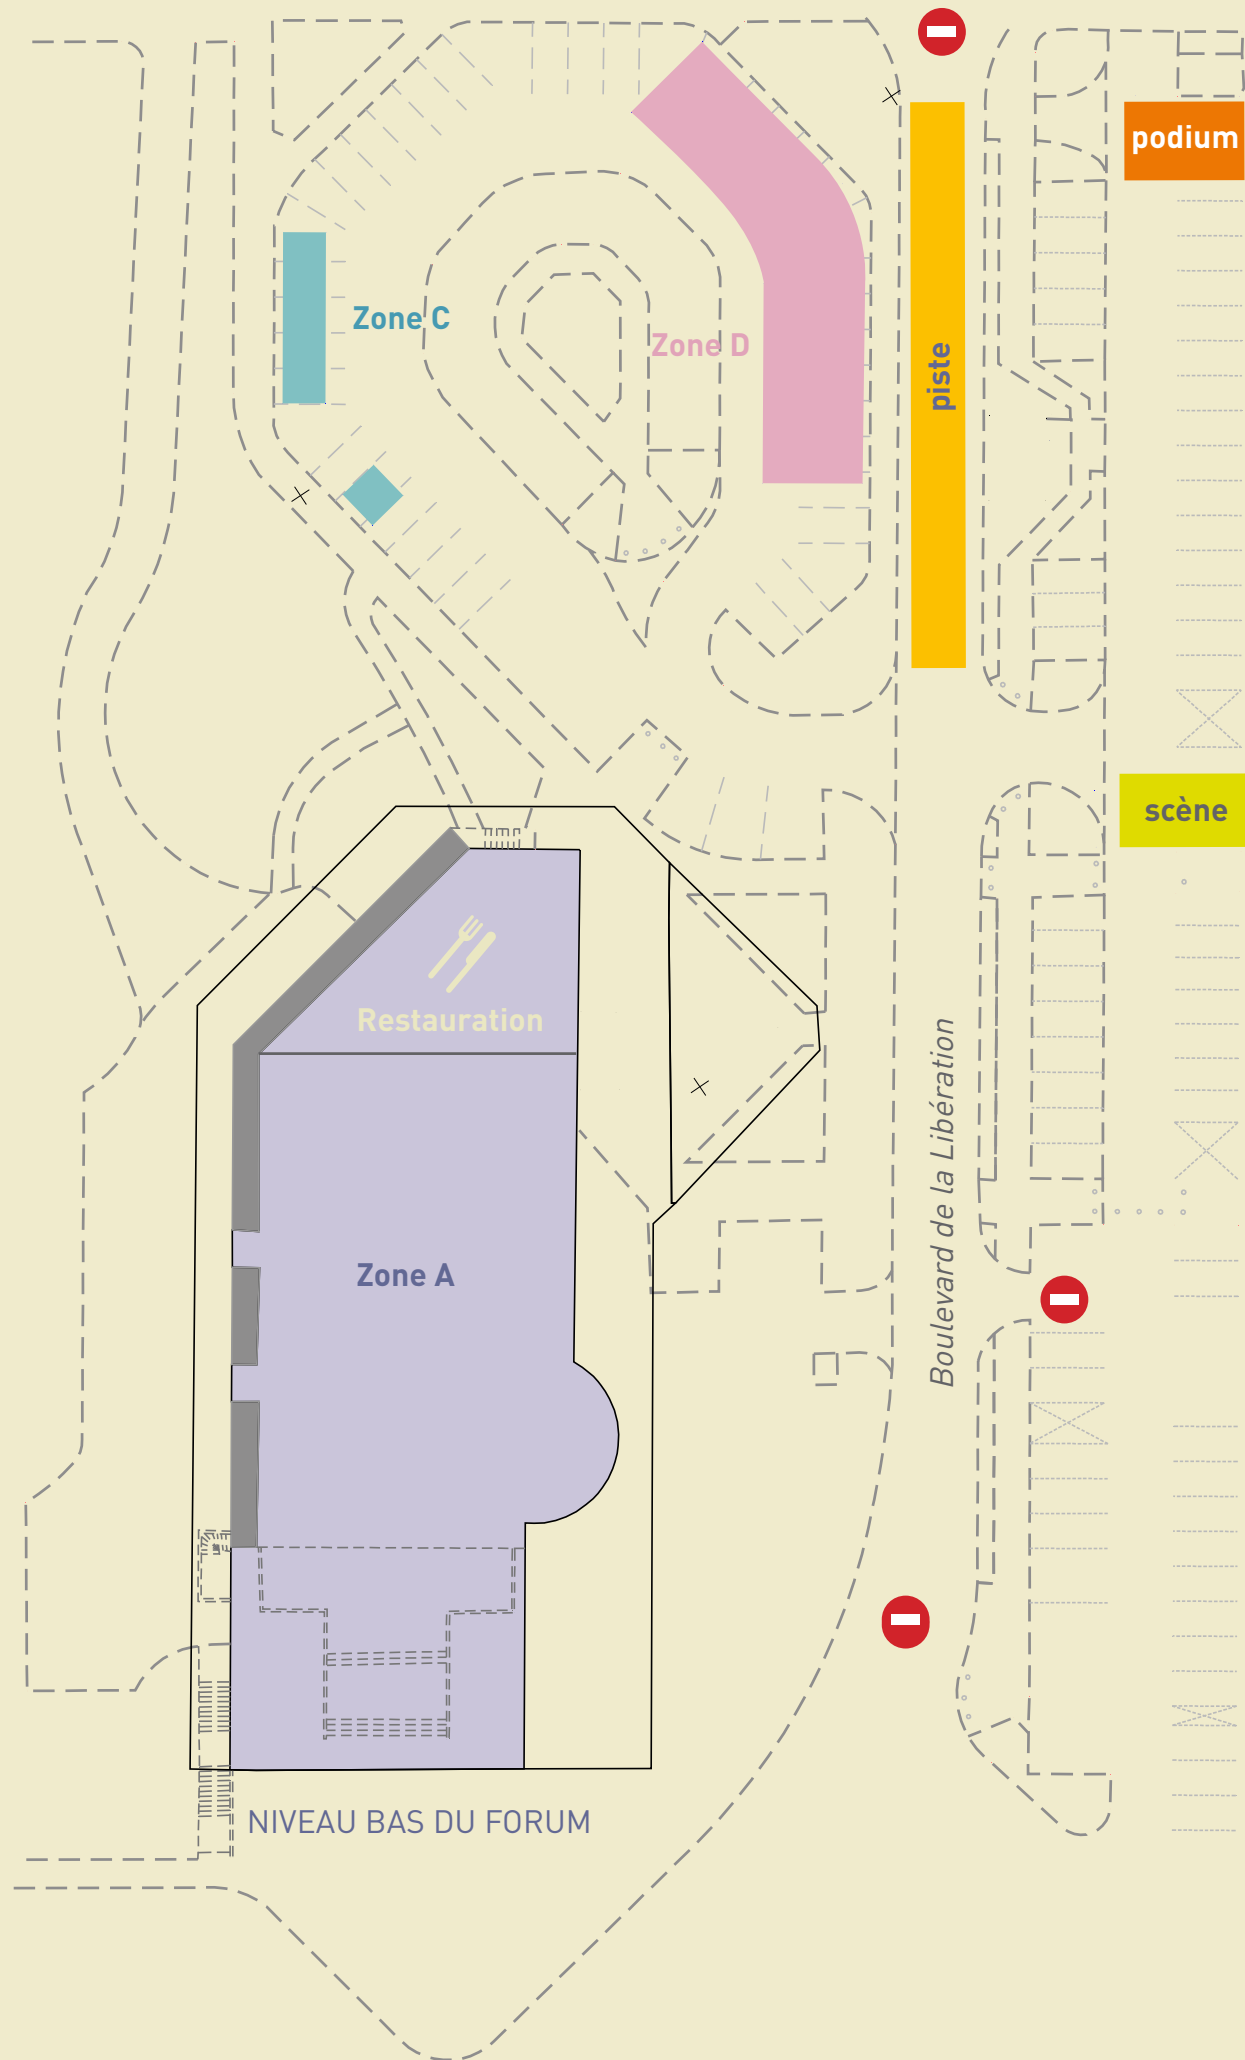 podium
Zone C
Zone D
piste
scène
Restauration
Boulevard de la Libération
Zone A
NIVEAU BAS DU FORUM